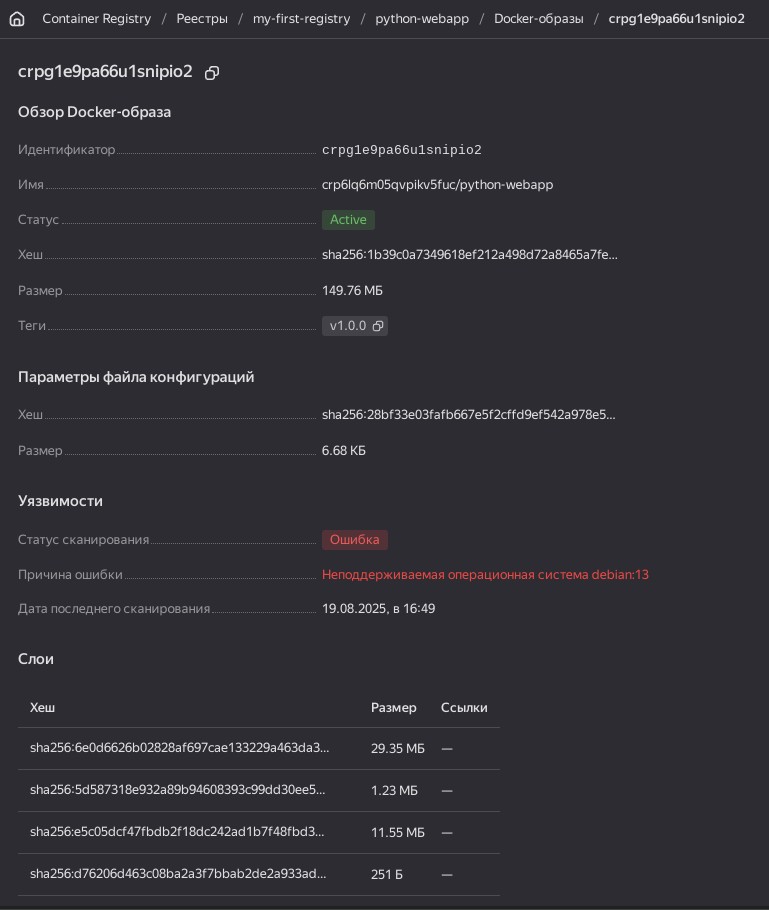 Container Registry / Реестры / my-first-registry / python-webapp / Docker-образы / crpg1e9pa66u1snipio2
crpg1e9pa66u1snipio2
Обзор Docker-образа
Идентификатор crpg1e9pa66u1snipio2
Имя crp6lq6m05qvpikv5fuc/python-webapp
Статус Active
Хеш sha256:1b39c0a7349618ef212a498d72a8465a7fe...
Размер 149.76 МБ
Теги v1.0.0
Параметры файла конфигураций
Хеш sha256:28bf33e03fafb667e5f2cffd9ef542a978e5...
Размер 6.68 КБ
Уязвимости
Статус сканирования Ошибка
Причина ошибки Неподдерживаемая операционная система debian:13
Дата последнего сканирования 19.08.2025, в 16:49
Слои
Хеш Размер Ссылки
sha256:6e0d6626b02828af697cae133229a463da3... 29.35 МБ —
sha256:5d587318e932a89b94608393c99dd30ee5... 1.23 МБ —
sha256:e5c05dcf47fbdb2f18dc242ad1b7f48fbd3... 11.55 МБ —
sha256:d76206d463c08ba2a3f7bbab2de2a933ad... 251 Б —